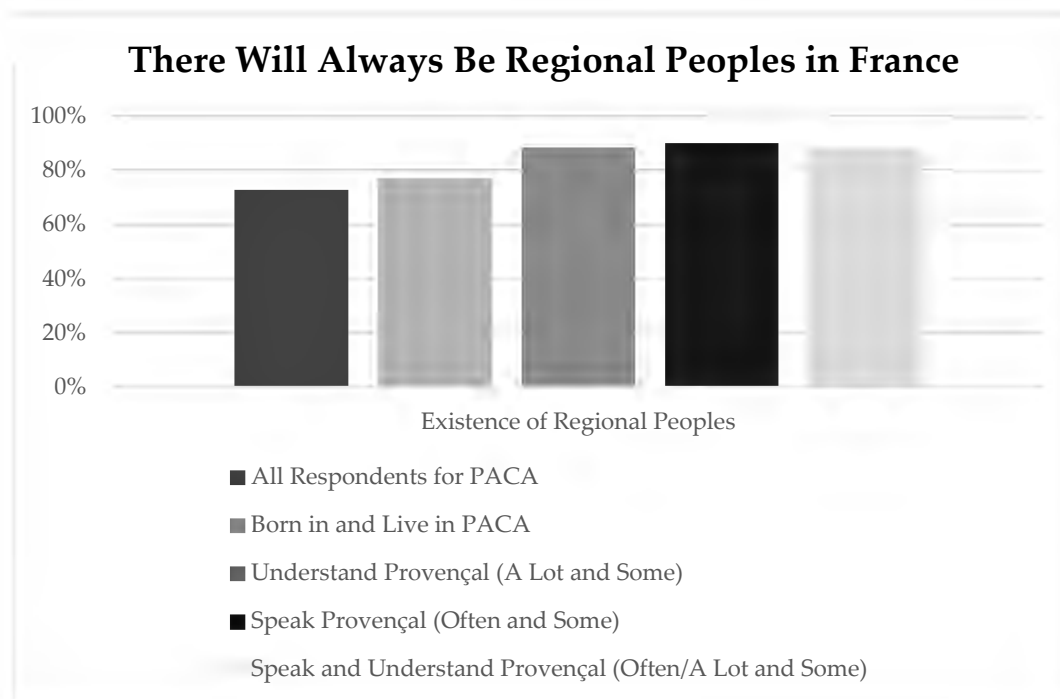 There Will Always Be Regional Peoples in France
100%
80%
60%
40%
20%
0%
Existence of Regional Peoples
All Respondents for PACA
Born in and Live in PACA
Understand Provençal (A Lot and Some)
Speak Provençal (Often and Some)
Speak and Understand Provençal (Often/A Lot and Some)